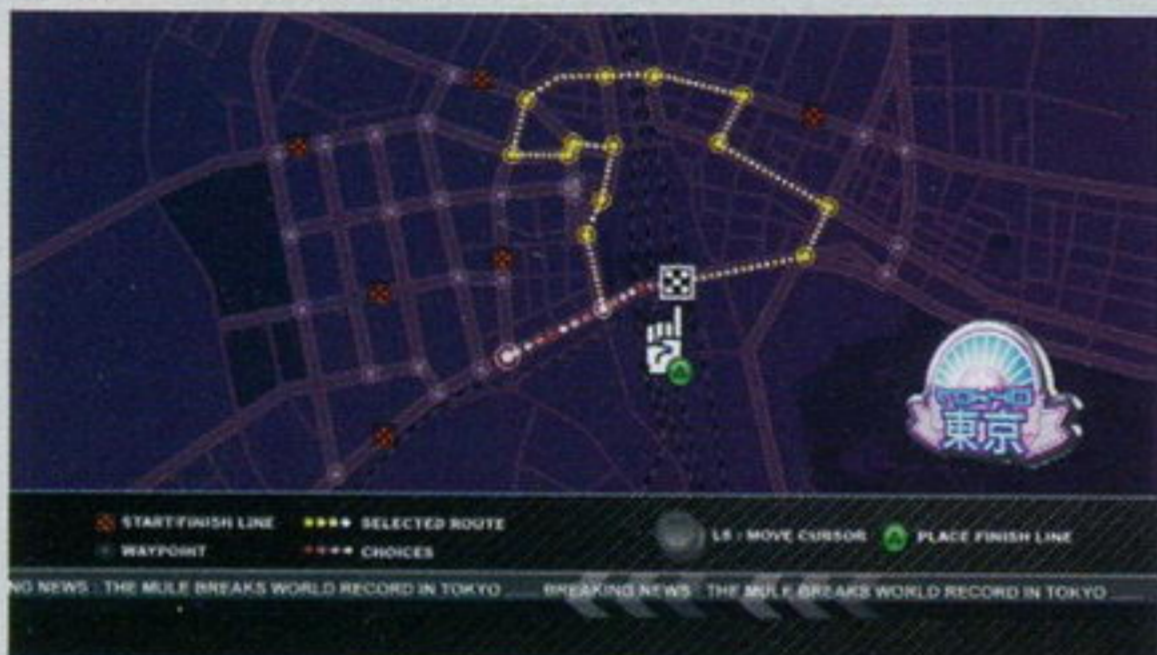 TOKYO
東京
START/FINISH LINE
SELECTED ROUTE
LS : MOVE CURSOR
PLACE FINISH LINE
WAYPOINT
CHOICES
NG NEWS : THE MULE BREAKS WORLD RECORD IN TOKYO
BREAKING NEWS : THE MULE BREAKS WORLD RECORD IN TOKYO